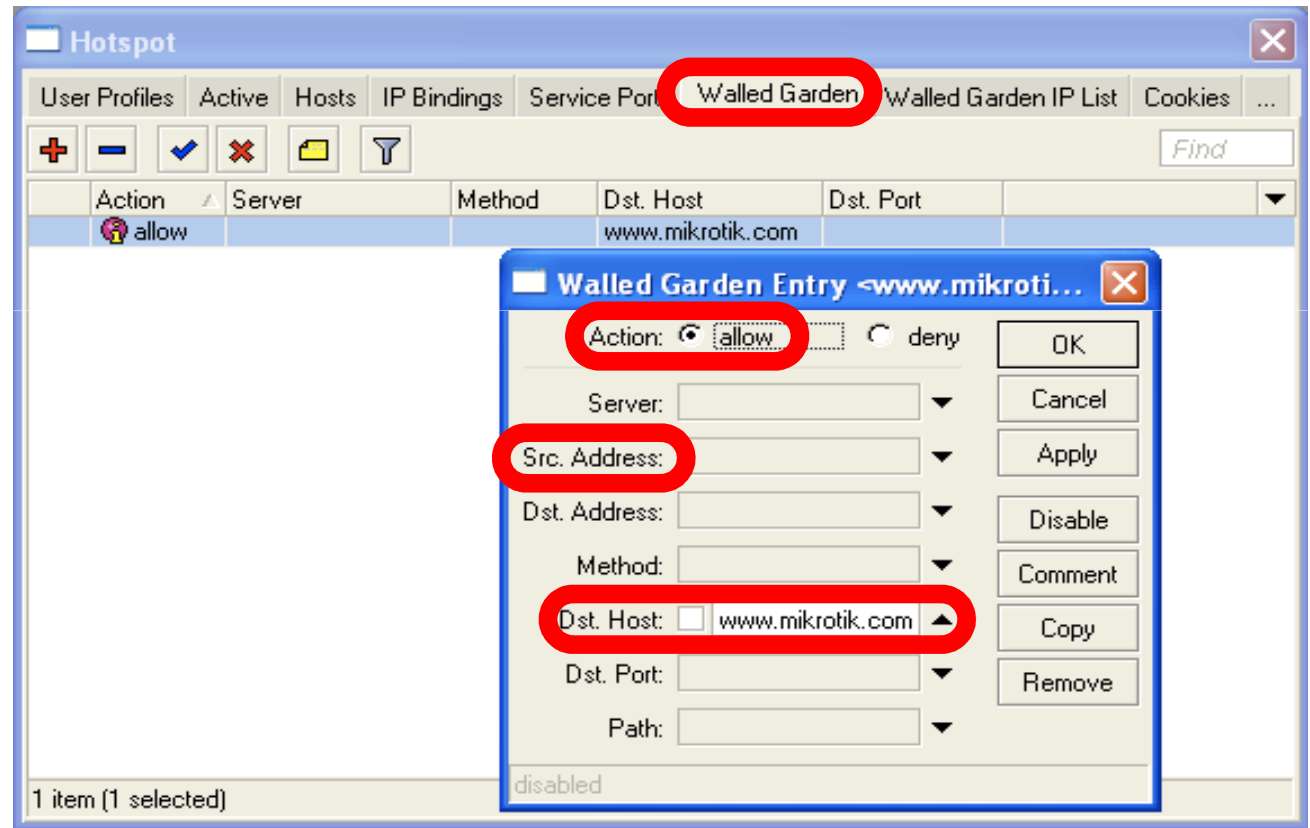 Hotspot
User Profiles Active Hosts IP Bindings Service Port Walled Garden Walled Garden IP List Cookies ...
Find
Action Server Method Dst. Host Dst. Port
allow www.mikrotik.com
Walled Garden Entry <www.mikroti...
Action: allow deny OK
Server: Cancel
Src. Address: Apply
Dst. Address: Disable
Method: Comment
Dst. Host: www.mikrotik.com Copy
Dst. Port: Remove
Path:
disabled
1 item (1 selected)